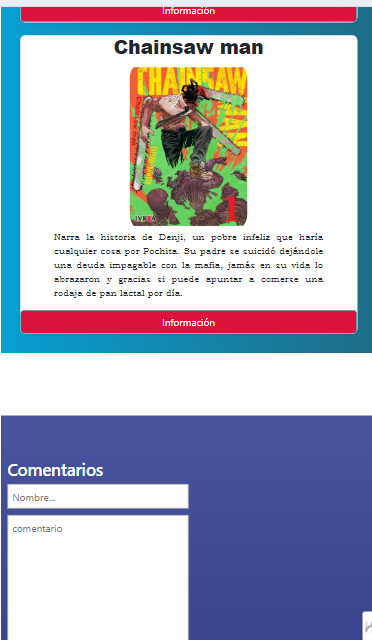 Información
Chainsaw man
CHAINSAW
MAN
IVREA
1
Narra la historia de Denji, un pobre infeliz que haría
cualquier cosa por Pochita. Su padre se suicidó dejándole
una deuda impagable con la mafia, jamás en su vida lo
abrazaron y gracias si puede apuntar a comerse una
rodaja de pan lactal por día.
Información
Comentarios
Nombre...
comentario